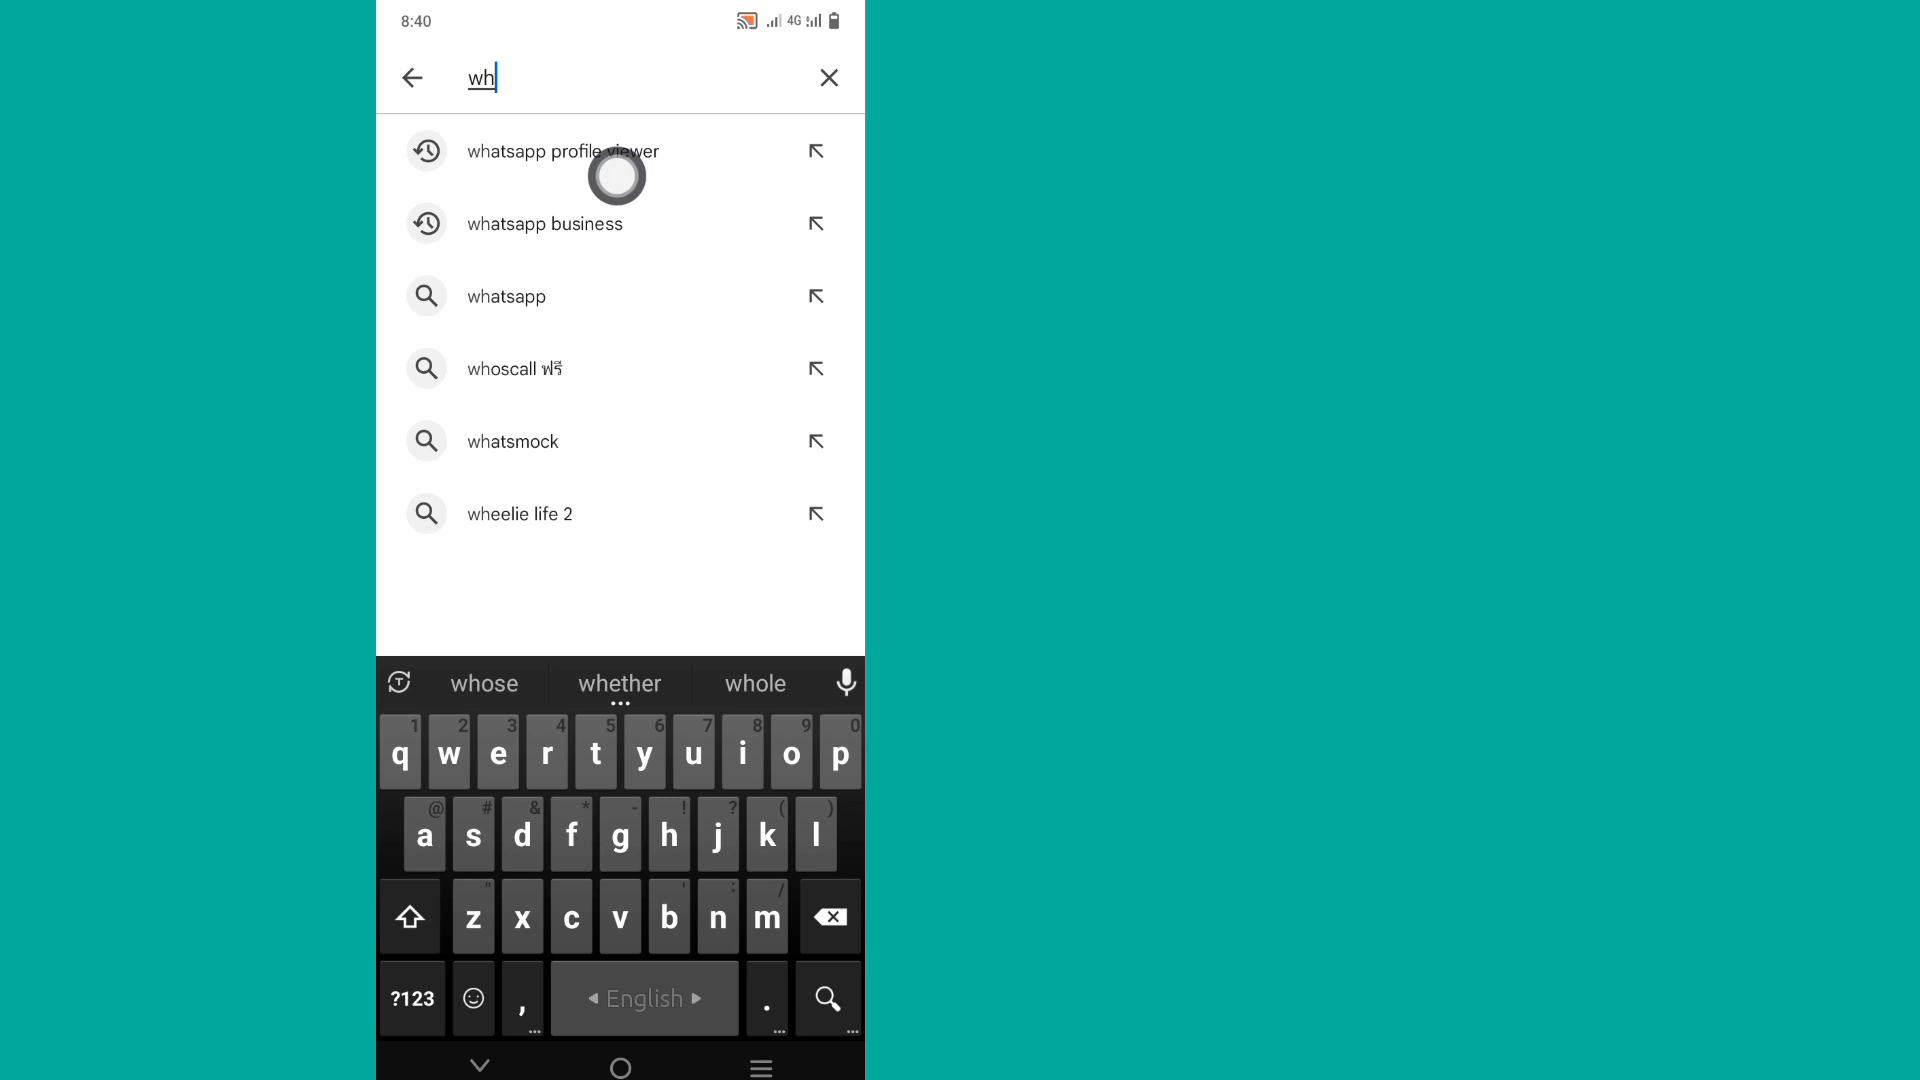 8:40
4G
wh
whatsapp profile viewer
whatsapp business
whatsapp
whoscall ฟรี
whatsmock
wheelie life 2
whose whether whole
1 2 3 4 5 6 7 8 9 0
q w e r t y u i o p
@ # & * - ! ? ( )
a s d f g h j k l
" ' : /
z x c v b n m
?123 , English .